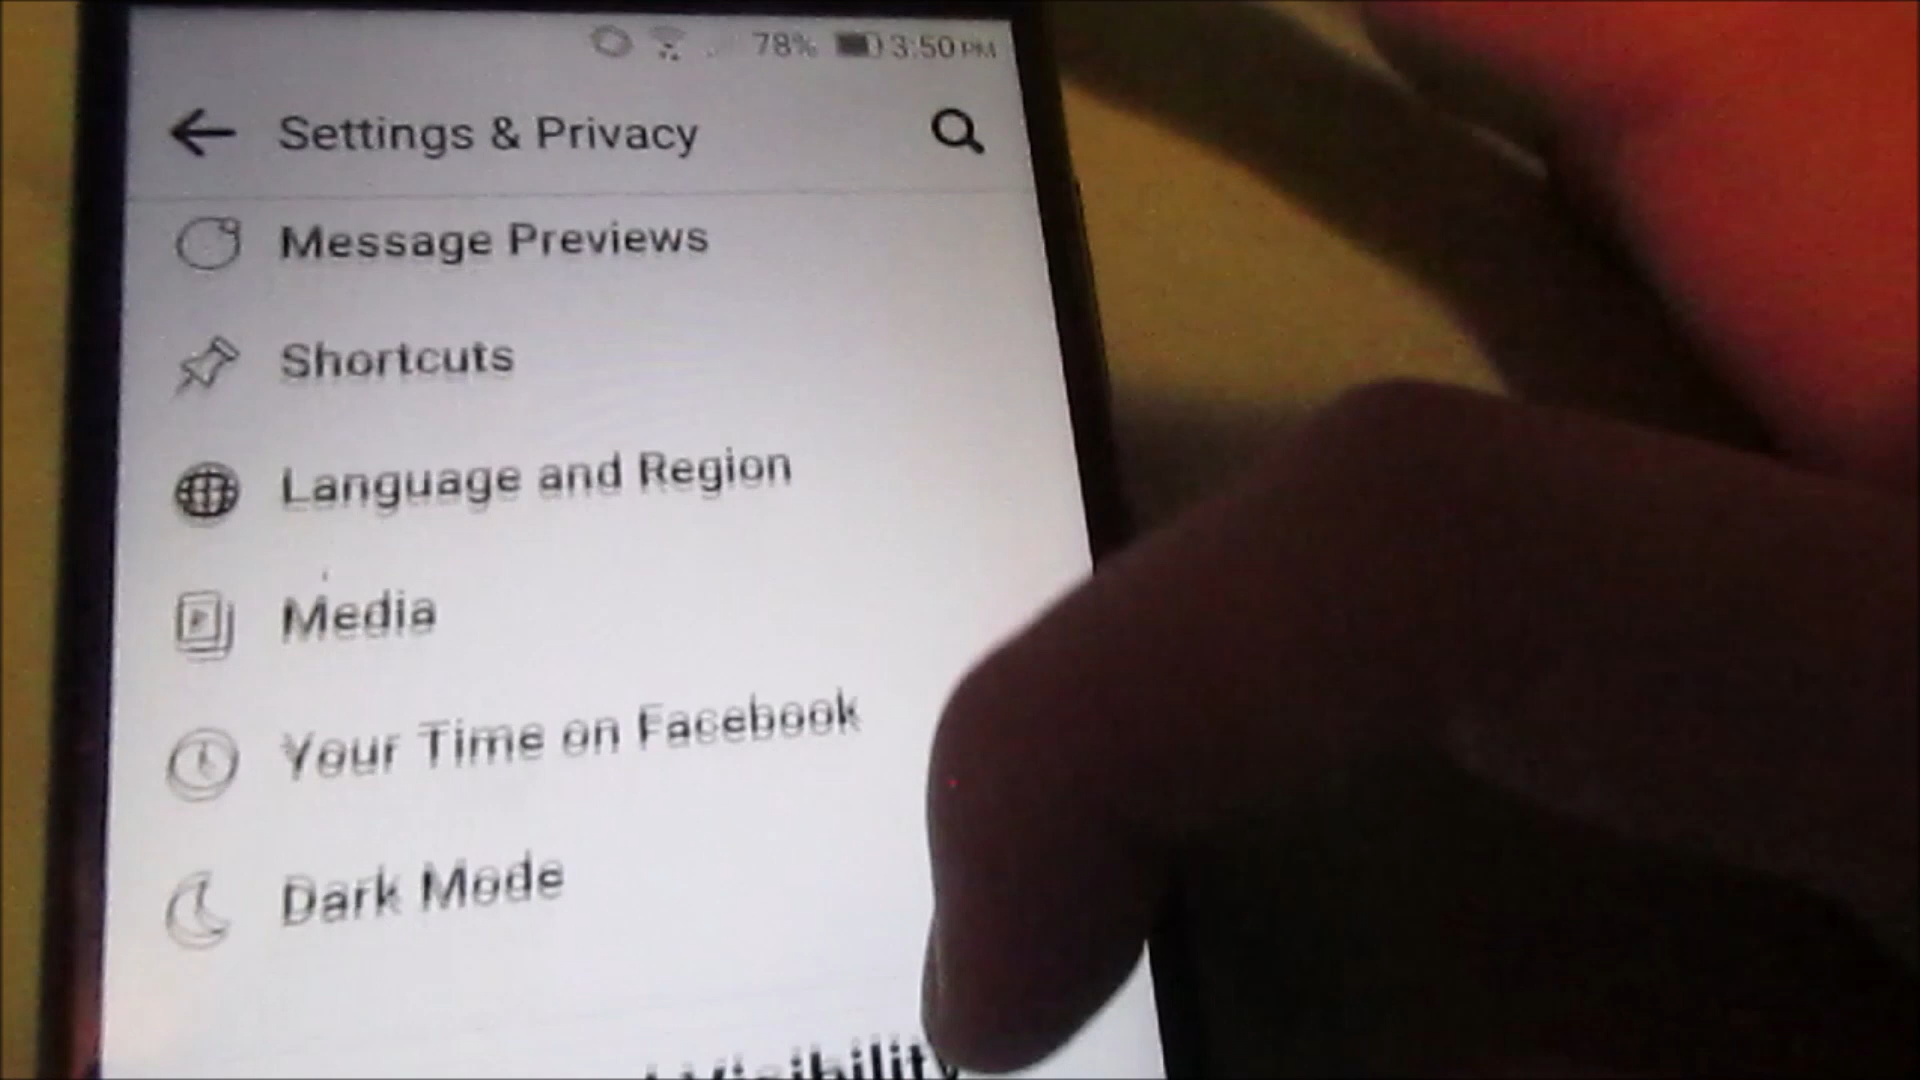 78% 3:50 PM
Settings & Privacy
Message Previews
Shortcuts
Language and Region
Media
Your Time on Facebook
Dark Mode
Visibility